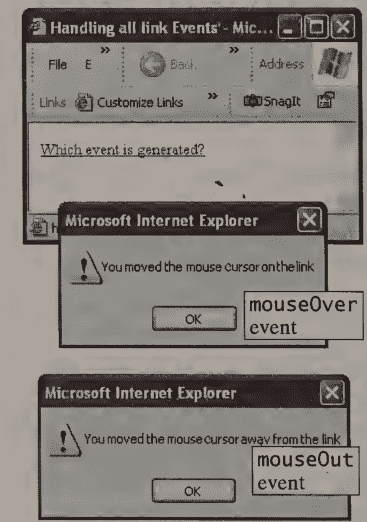 Handling all link Events' - Mic...
File E » Back » Address
Links Customize Links » SnagIt
Which event is generated?
Microsoft Internet Explorer
You moved the mouse cursor on the link
OK
mouseOver
event
Microsoft Internet Explorer
You moved the mouse cursor away from the link
OK
mouseOut
event